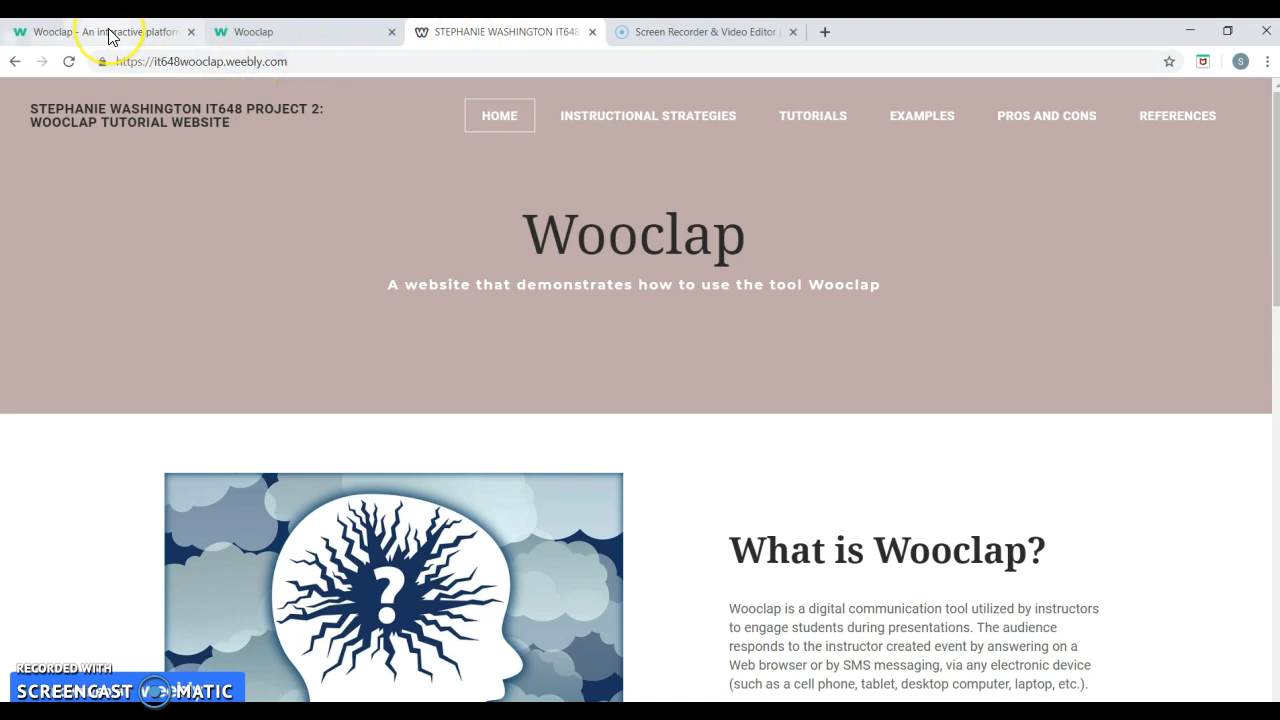 Wooclap - An interactive platfor
Wooclap
STEPHANIE WASHINGTON IT648
Screen Recorder & Video Editor |
https://it648wooclap.weebly.com
S
STEPHANIE WASHINGTON IT648 PROJECT 2:
WOOCLAP TUTORIAL WEBSITE
HOME
INSTRUCTIONAL STRATEGIES
TUTORIALS
EXAMPLES
PROS AND CONS
REFERENCES
Wooclap
A website that demonstrates how to use the tool Wooclap
?
What is Wooclap?
Wooclap is a digital communication tool utilized by instructors
to engage students during presentations. The audience
responds to the instructor created event by answering on a
Web browser or by SMS messaging, via any electronic device
(such as a cell phone, tablet, desktop computer, laptop, etc.).
RECORDED WITH
SCREENCAST MATIC